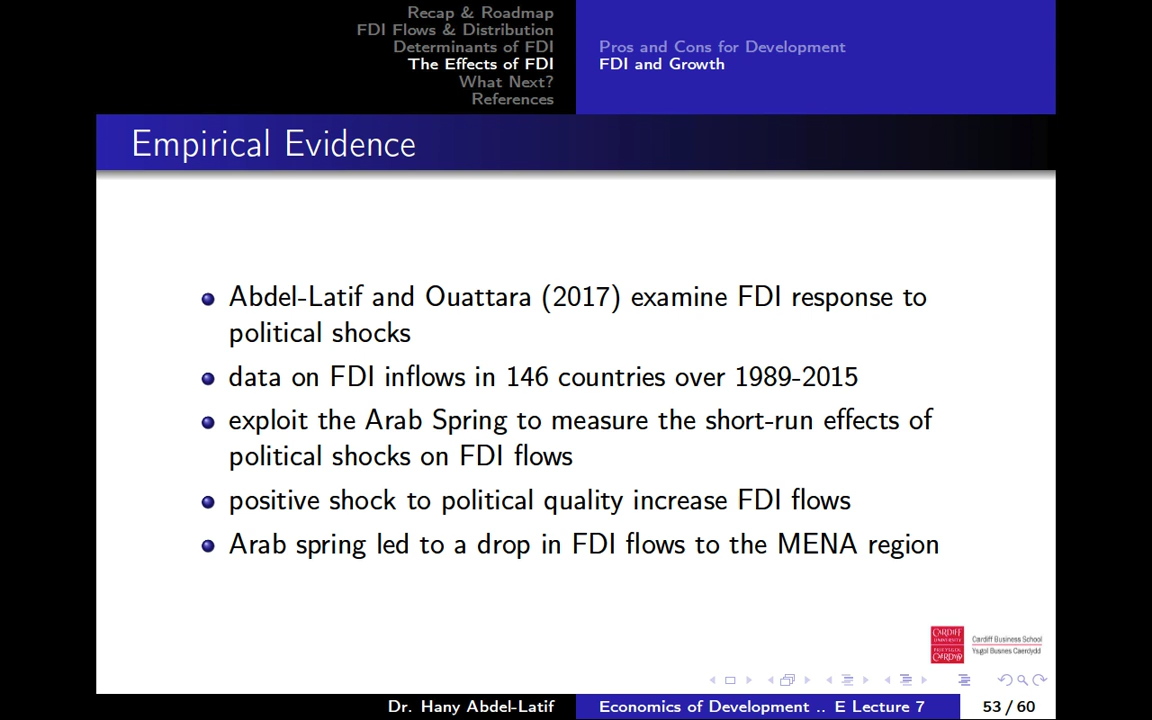 Recap & Roadmap
FDI Flows & Distribution
Determinants of FDI
The Effects of FDI
What Next?
References
Pros and Cons for Development
FDI and Growth
Empirical Evidence
Abdel-Latif and Ouattara (2017) examine FDI response to
political shocks
data on FDI inflows in 146 countries over 1989-2015
exploit the Arab Spring to measure the short-run effects of
political shocks on FDI flows
positive shock to political quality increase FDI flows
Arab spring led to a drop in FDI flows to the MENA region
CARDIFF
UNIVERSITY
PRIFYSGOL
CAERDYDD
Cardiff Business School
Ysgol Busnes Caerdydd
Dr. Hany Abdel-Latif
Economics of Development .. E Lecture 7
53 / 60